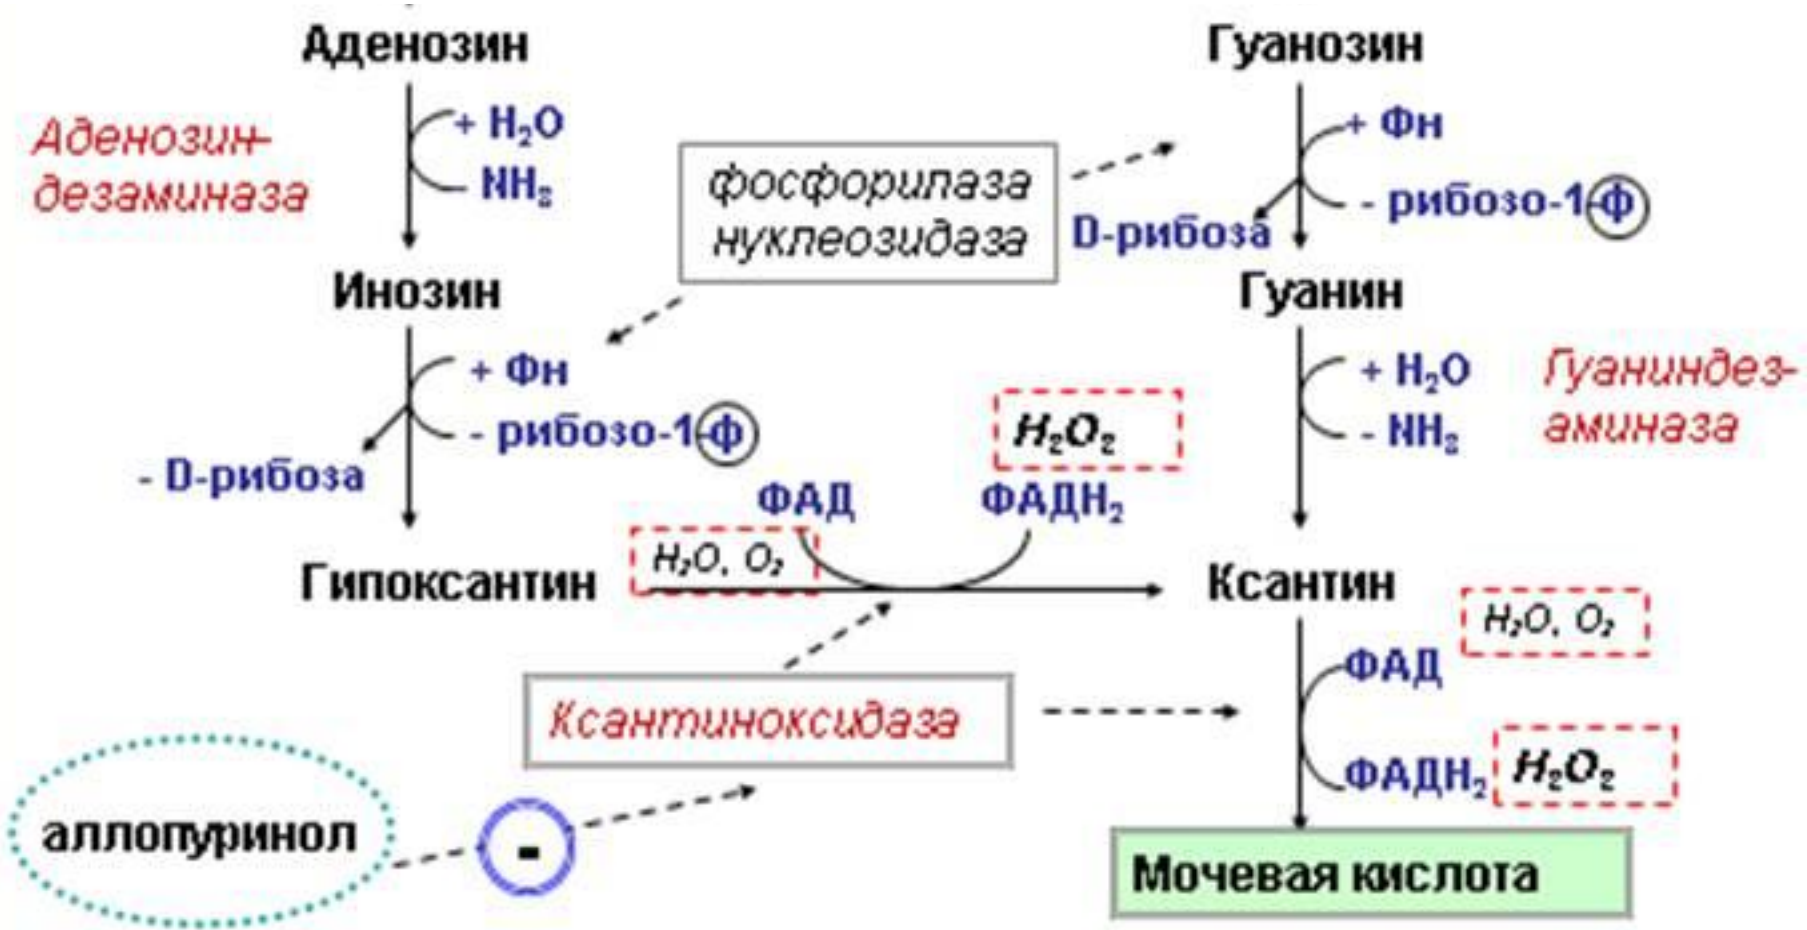 Аденозин
Гуанозин
Аденозин-
дезаминаза
+ H₂O
NH₃
фосфорилаза
нуклеозидаза
+ Фн
- рибозо-1-ф
D-рибоза
Инозин
Гуанин
+ Фн
- рибозо-1-ф
- D-рибоза
+ H₂O
- NH₃
Гуаниндез-
аминаза
H₂O₂
ФАД
ФАДН₂
H₂O, O₂
Гипоксантин
Ксантин
H₂O, O₂
ФАД
Ксантиноксидаза
ФАДН₂
H₂O₂
аллопуринол
-
Мочевая кислота